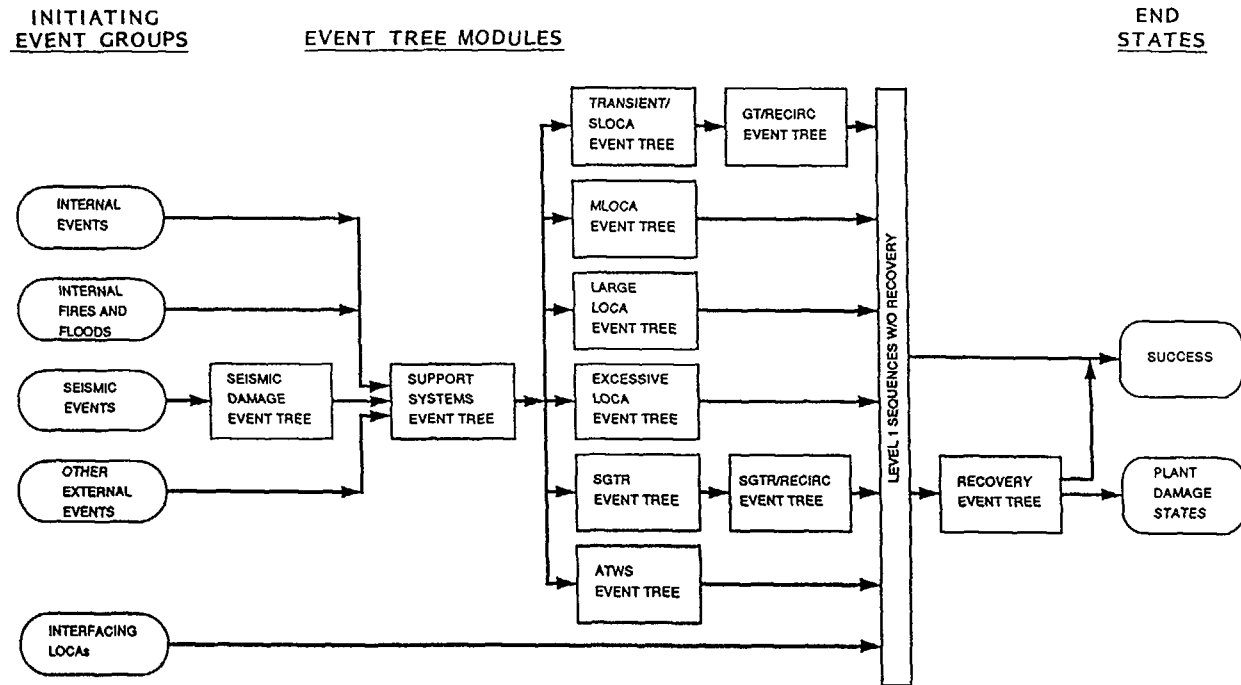 INITIATING
EVENT GROUPS
EVENT TREE MODULES
END
STATES
TRANSIENT/
SLOCA
EVENT TREE
GT/RECIRC
EVENT TREE
INTERNAL
EVENTS
MLOCA
EVENT TREE
INTERNAL
FIRES AND
FLOODS
LARGE
LOCA
EVENT TREE
SEISMIC
EVENTS
SEISMIC
DAMAGE
EVENT TREE
SUPPORT
SYSTEMS
EVENT TREE
EXCESSIVE
LOCA
EVENT TREE
OTHER
EXTERNAL
EVENTS
SGTR
EVENT TREE
SGTR/RECIRC
EVENT TREE
ATWS
EVENT TREE
INTERFACING
LOCAs
LEVEL 1 SEQUENCES W/O RECOVERY
RECOVERY
EVENT TREE
SUCCESS
PLANT
DAMAGE
STATES